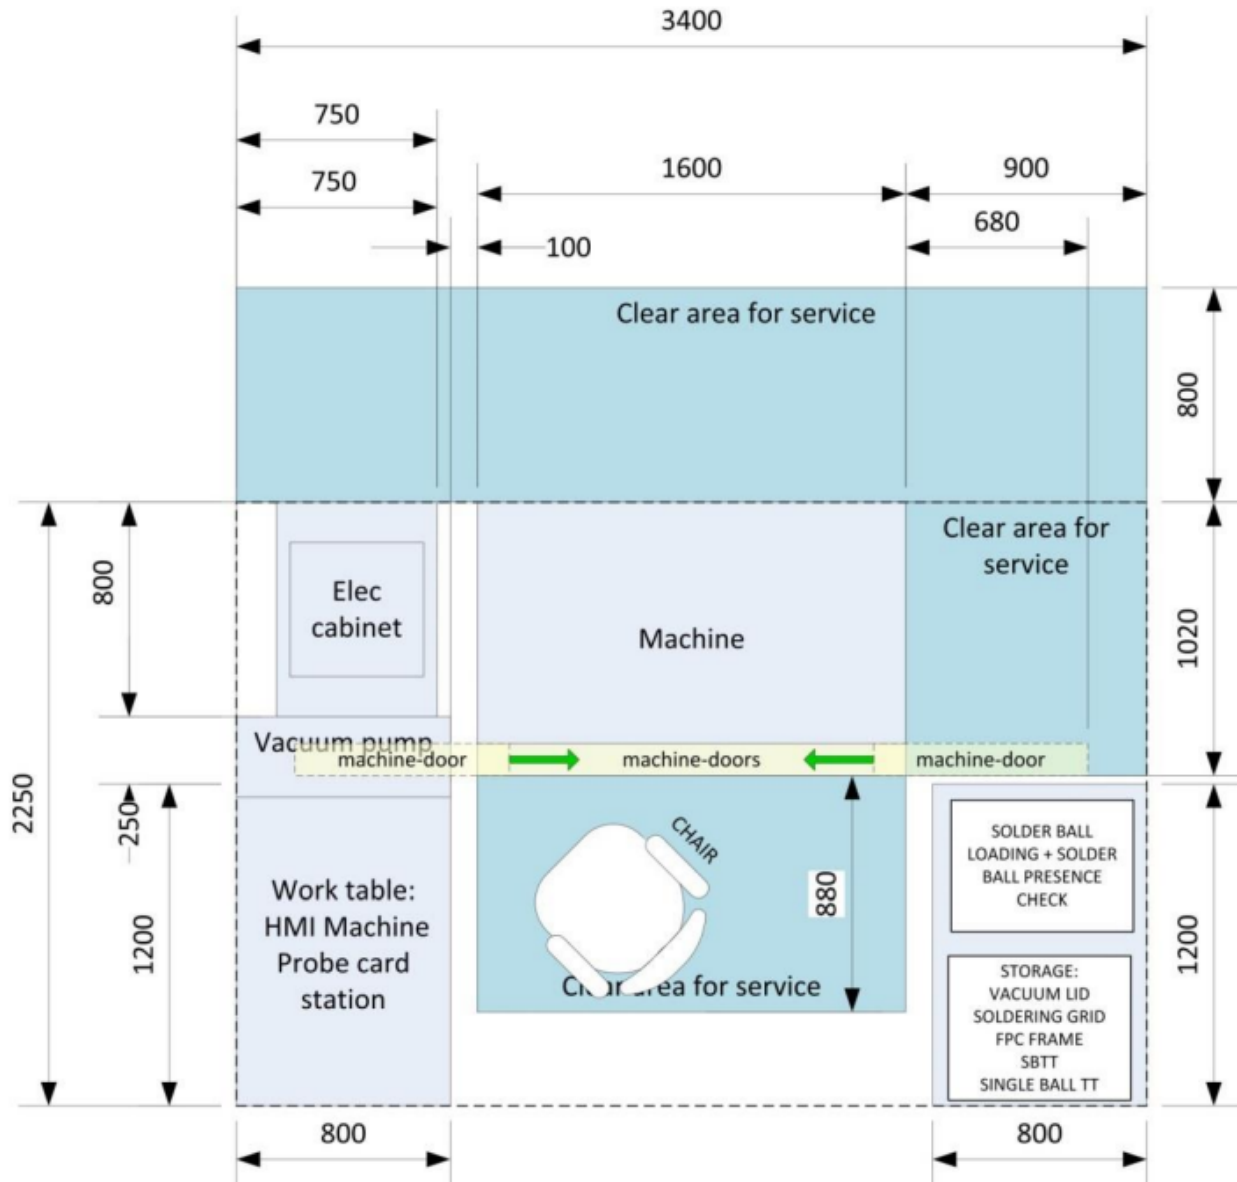 3400
750
750
1600
900
100
680
Clear area for service
800
Clear area for
service
800
Elec
cabinet
Machine
1020
Vacuum pump
machine-door
machine-doors
machine-door
2250
250
1200
Work table:
HMI Machine
Probe card
station
CHAIR
880
Clear area for service
SOLDER BALL
LOADING + SOLDER
BALL PRESENCE
CHECK
STORAGE:
VACUUM LID
SOLDERING GRID
FPC FRAME
SBTT
SINGLE BALL TT
1200
800
800